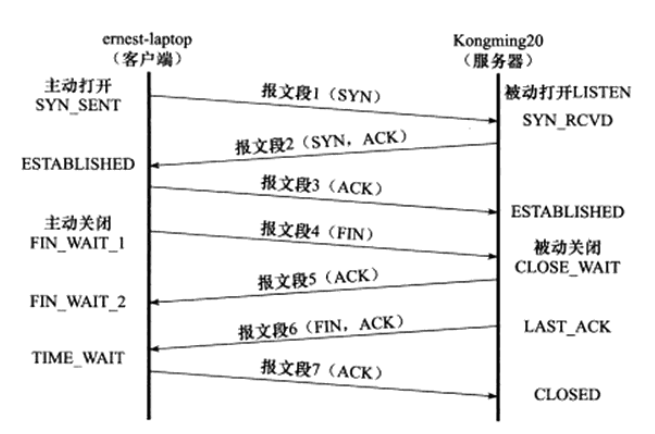 ernest-laptop
（客户端）
Kongming20
（服务器）
主动打开
SYN_SENT
报文段1（SYN）
被动打开LISTEN
SYN_RCVD
报文段2（SYN，ACK）
ESTABLISHED
报文段3（ACK）
ESTABLISHED
主动关闭
FIN_WAIT_1
报文段4（FIN）
被动关闭
CLOSE_WAIT
报文段5（ACK）
FIN_WAIT_2
报文段6（FIN，ACK）
LAST_ACK
TIME_WAIT
报文段7（ACK）
CLOSED